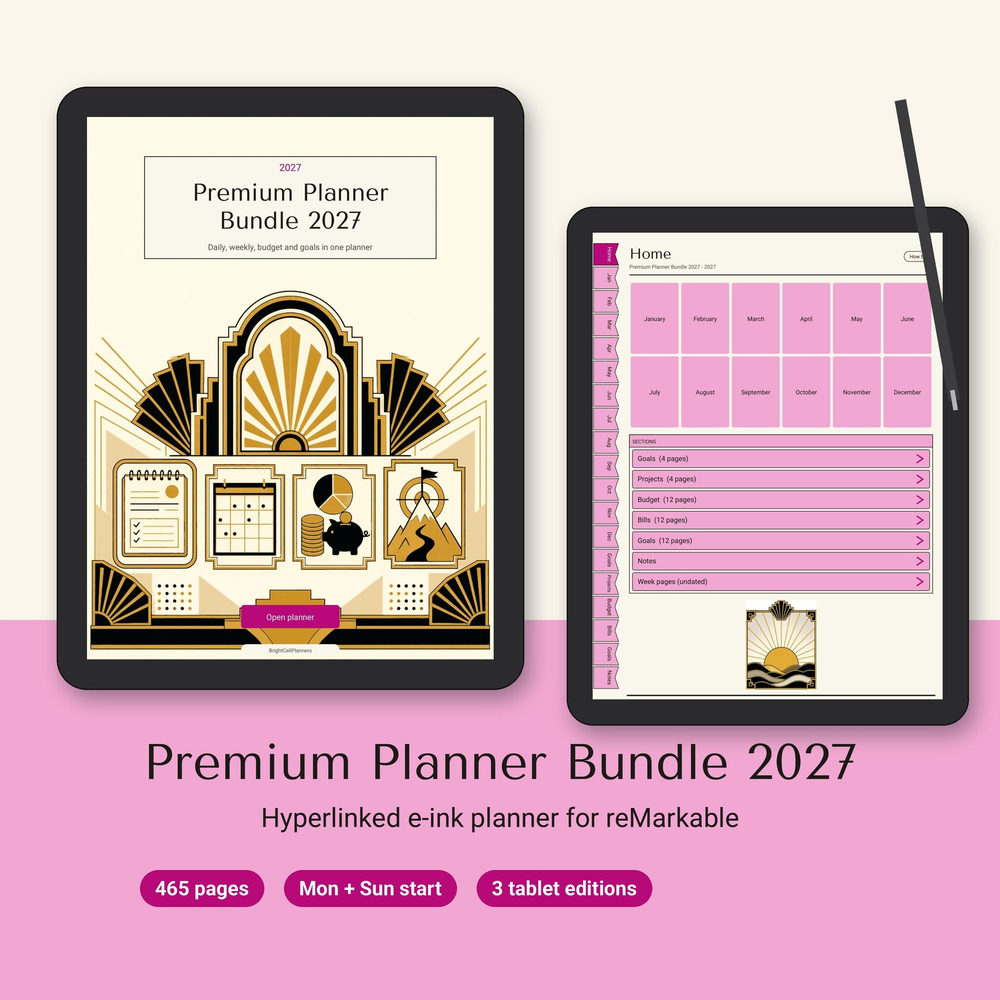 2027
Premium Planner
Bundle 2027
Daily, weekly, budget and goals in one planner
Open planner
BrightCellPlanners
Home
Jan
Feb
Mar
Apr
May
Jun
Jul
Aug
Sep
Oct
Nov
Dec
Goals
Projects
Budget
Bills
Goals
Notes
Home
Premium Planner Bundle 2027 - 2027
How
January
February
March
April
May
June
July
August
September
October
November
December
SECTIONS
Goals (4 pages)
Projects (4 pages)
Budget (12 pages)
Bills (12 pages)
Goals (12 pages)
Notes
Week pages (undated)
Premium Planner Bundle 2027
Hyperlinked e-ink planner for reMarkable
465 pages
Mon + Sun start
3 tablet editions